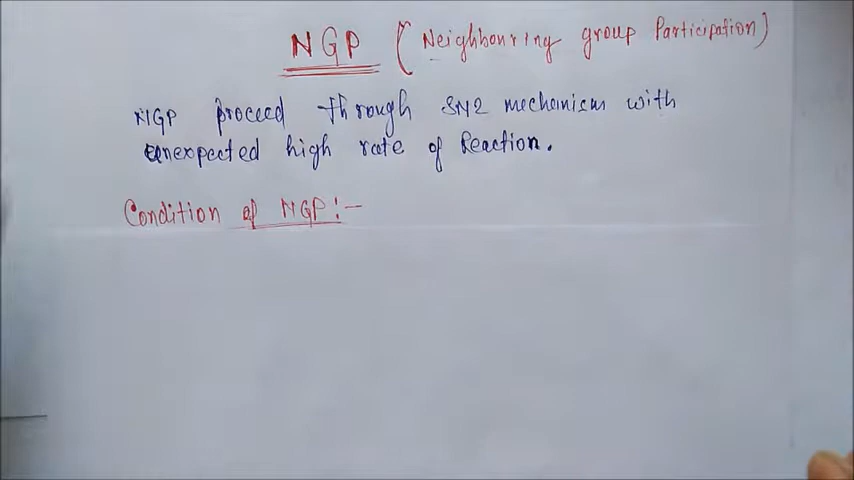 NGP (Neighbouring group Participation)
NGP proceed through SN2 mechanism with
unexpected high rate of Reaction.
Condition of NGP:-